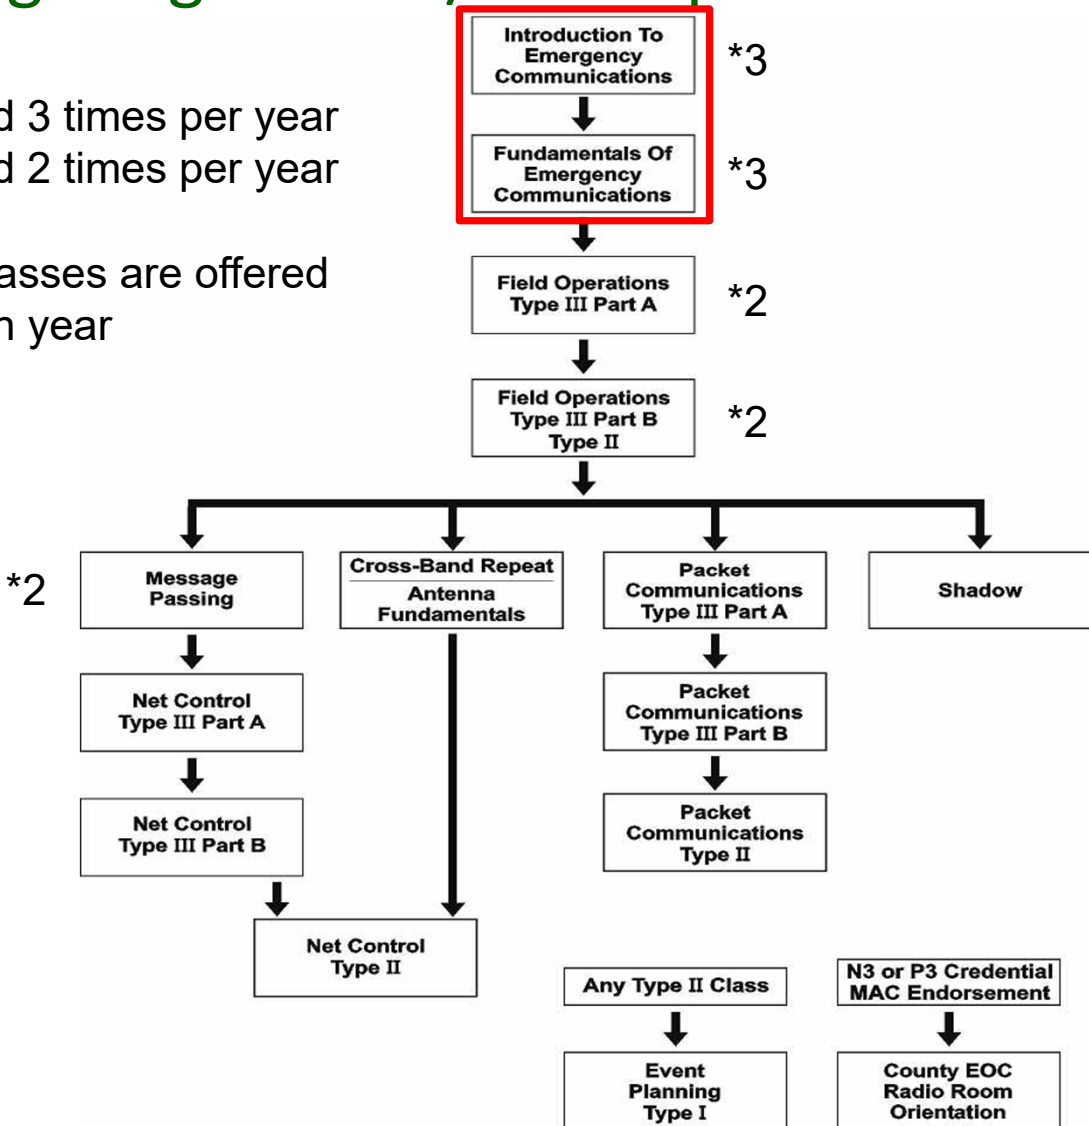 Introduction To
Emergency
Communications
*3
d 3 times per year
d 2 times per year
Fundamentals Of
Emergency
Communications
*3
asses are offered
n year
Field Operations
Type III Part A
*2
Field Operations
Type III Part B
Type II
*2
*2
Message
Passing
Cross-Band Repeat
Antenna
Fundamentals
Packet
Communications
Type III Part A
Shadow
Net Control
Type III Part A
Packet
Communications
Type III Part B
Net Control
Type III Part B
Packet
Communications
Type II
Net Control
Type II
Any Type II Class
N3 or P3 Credential
MAC Endorsement
Event
Planning
Type I
County EOC
Radio Room
Orientation